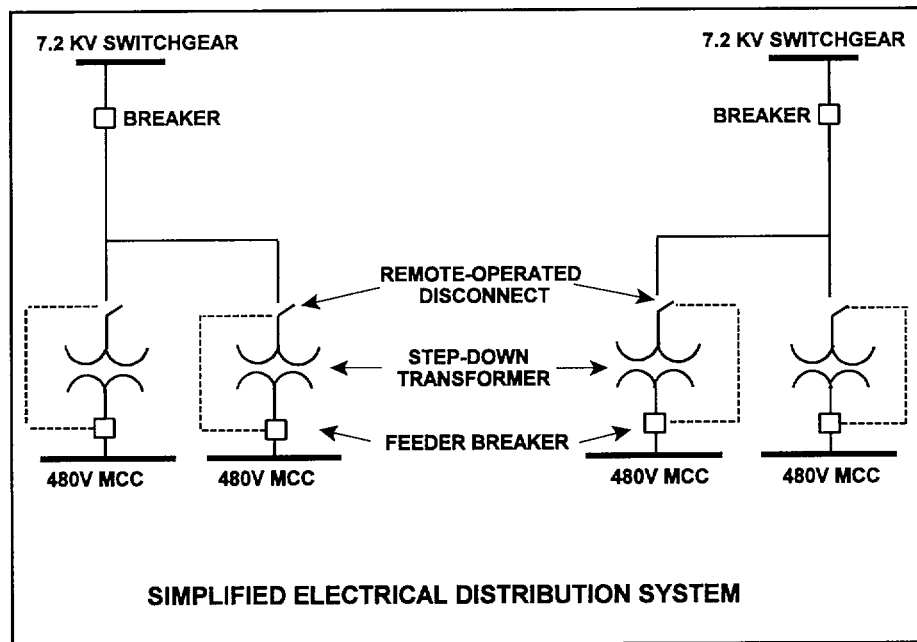 7.2 KV SWITCHGEAR
7.2 KV SWITCHGEAR
BREAKER
BREAKER
REMOTE-OPERATED
DISCONNECT
STEP-DOWN
TRANSFORMER
FEEDER BREAKER
480V MCC
480V MCC
480V MCC
480V MCC
SIMPLIFIED ELECTRICAL DISTRIBUTION SYSTEM